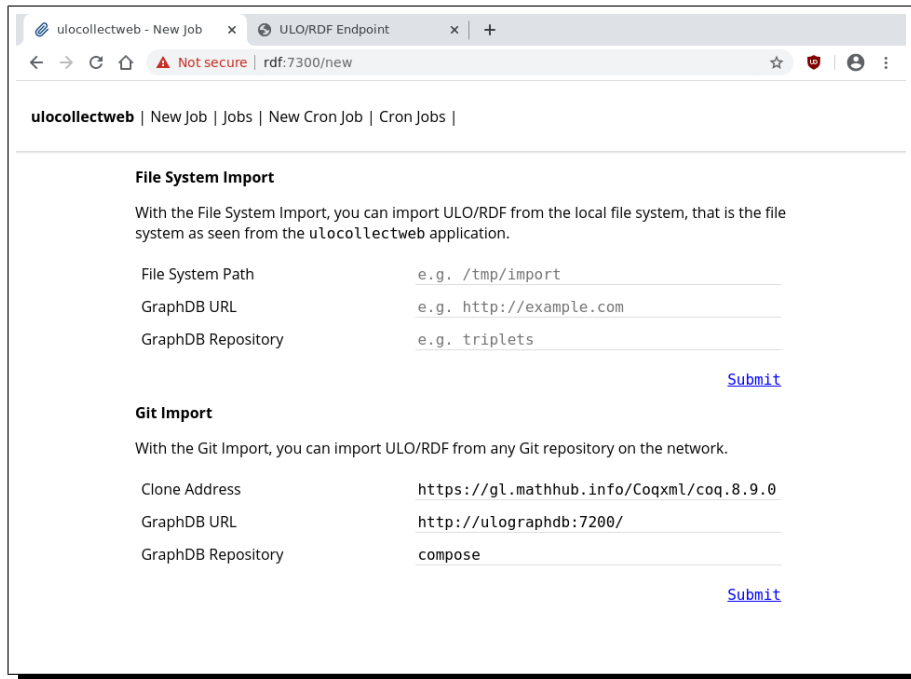 ulocollectweb - New Job
ULO/RDF Endpoint
Not secure | rdf:7300/new
ulocollectweb | New Job | Jobs | New Cron Job | Cron Jobs |
File System Import
With the File System Import, you can import ULO/RDF from the local file system, that is the file
system as seen from the ulocollectweb application.
File System Path e.g. /tmp/import
GraphDB URL e.g. http://example.com
GraphDB Repository e.g. triplets
Submit
Git Import
With the Git Import, you can import ULO/RDF from any Git repository on the network.
Clone Address https://gl.mathhub.info/Coqxml/coq.8.9.0
GraphDB URL http://ulographdb:7200/
GraphDB Repository compose
Submit